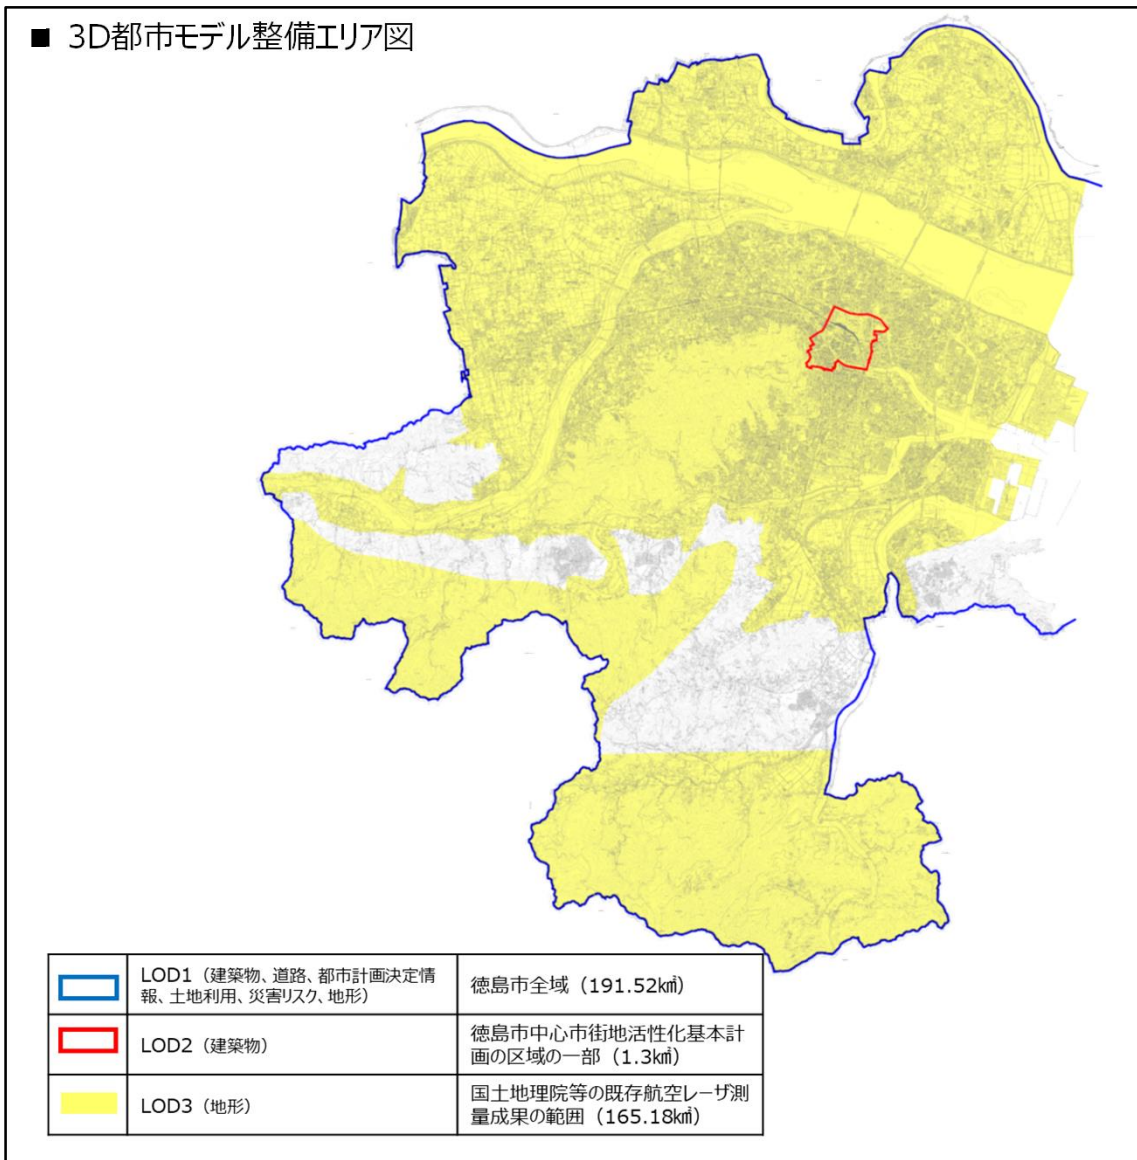 ■ 3D都市モデル整備エリア図
LOD1（建築物、道路、都市計画決定情
報、土地利用、災害リスク、地形）
徳島市全域（191.52㎢）
LOD2（建築物）
徳島市中心市街地活性化基本計
画の区域の一部（1.3㎢）
LOD3（地形）
国土地理院等の既存航空レーザ測
量成果の範囲（165.18㎢）